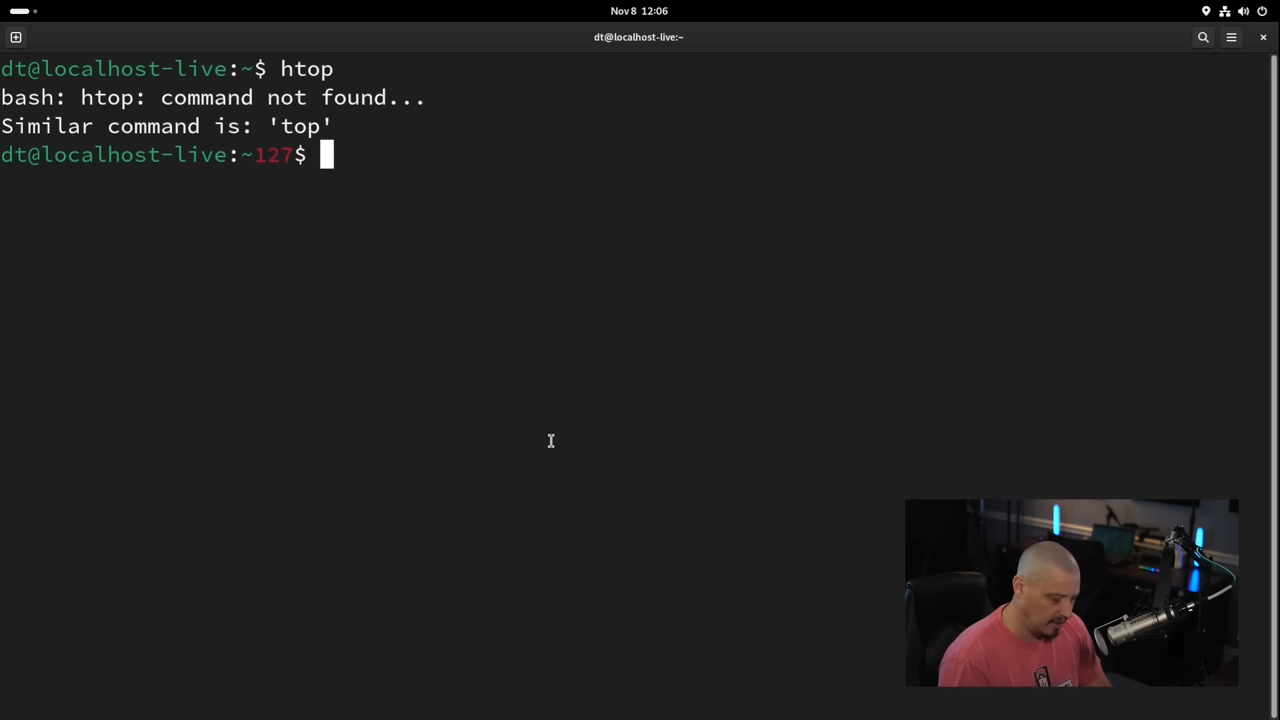 Nov 8 12:06
dt@localhost-live:~
dt@localhost-live:~$ htop
bash: htop: command not found...
Similar command is: 'top'
dt@localhost-live:~127$